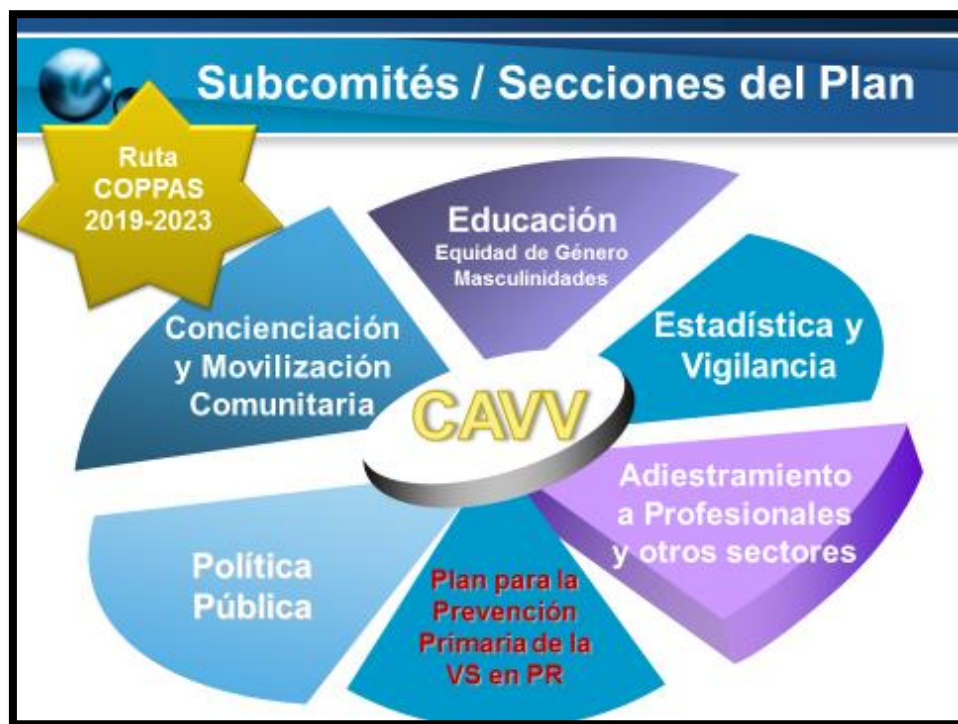 Subcomités / Secciones del Plan
Ruta
COPPAS
2019-2023
Educación
Equidad de Género
Masculinidades
Estadística y
Vigilancia
Concienciación
y Movilización
Comunitaria
CAVV
Adiestramiento
a Profesionales
y otros sectores
Política
Pública
Plan para la
Prevención
Primaria de la
VS en PR